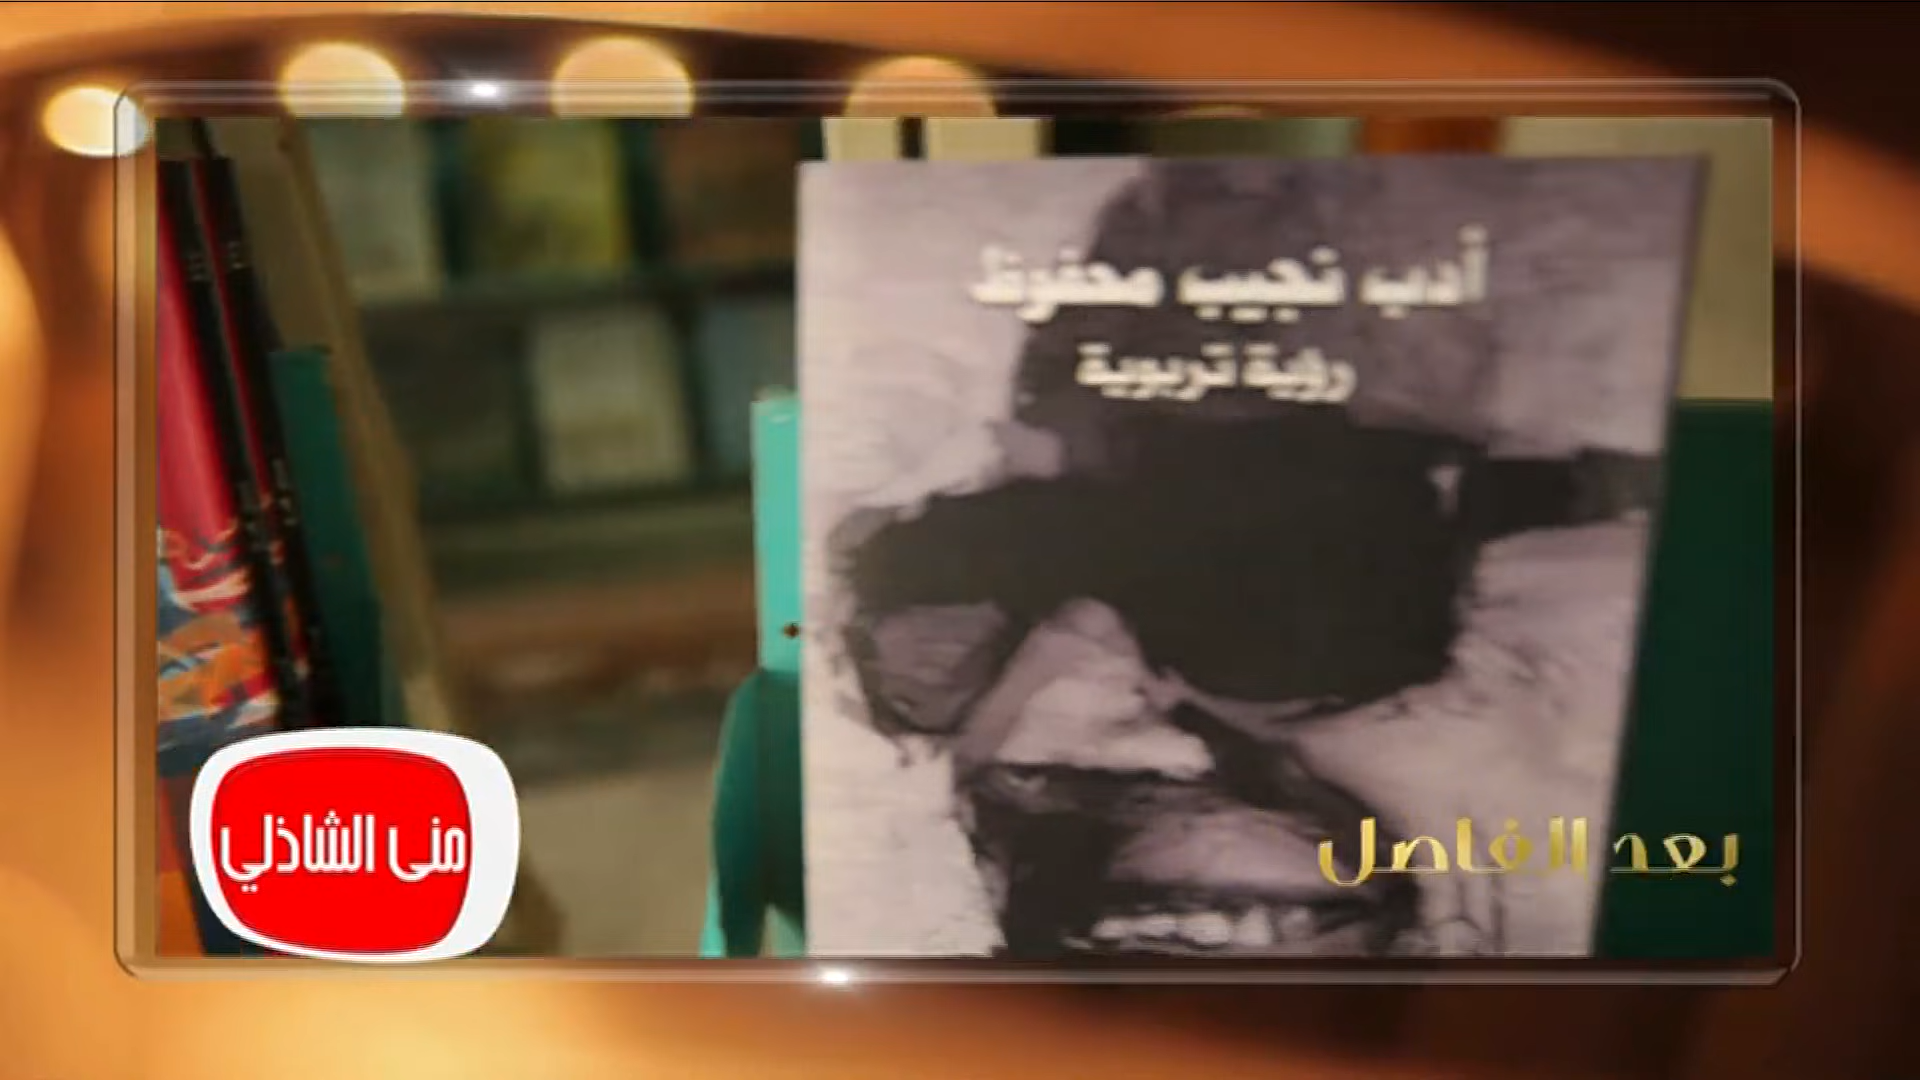 أدب نجيب محفوظ
رؤية تربوية
بعد الفاصل
منى الشاذلي